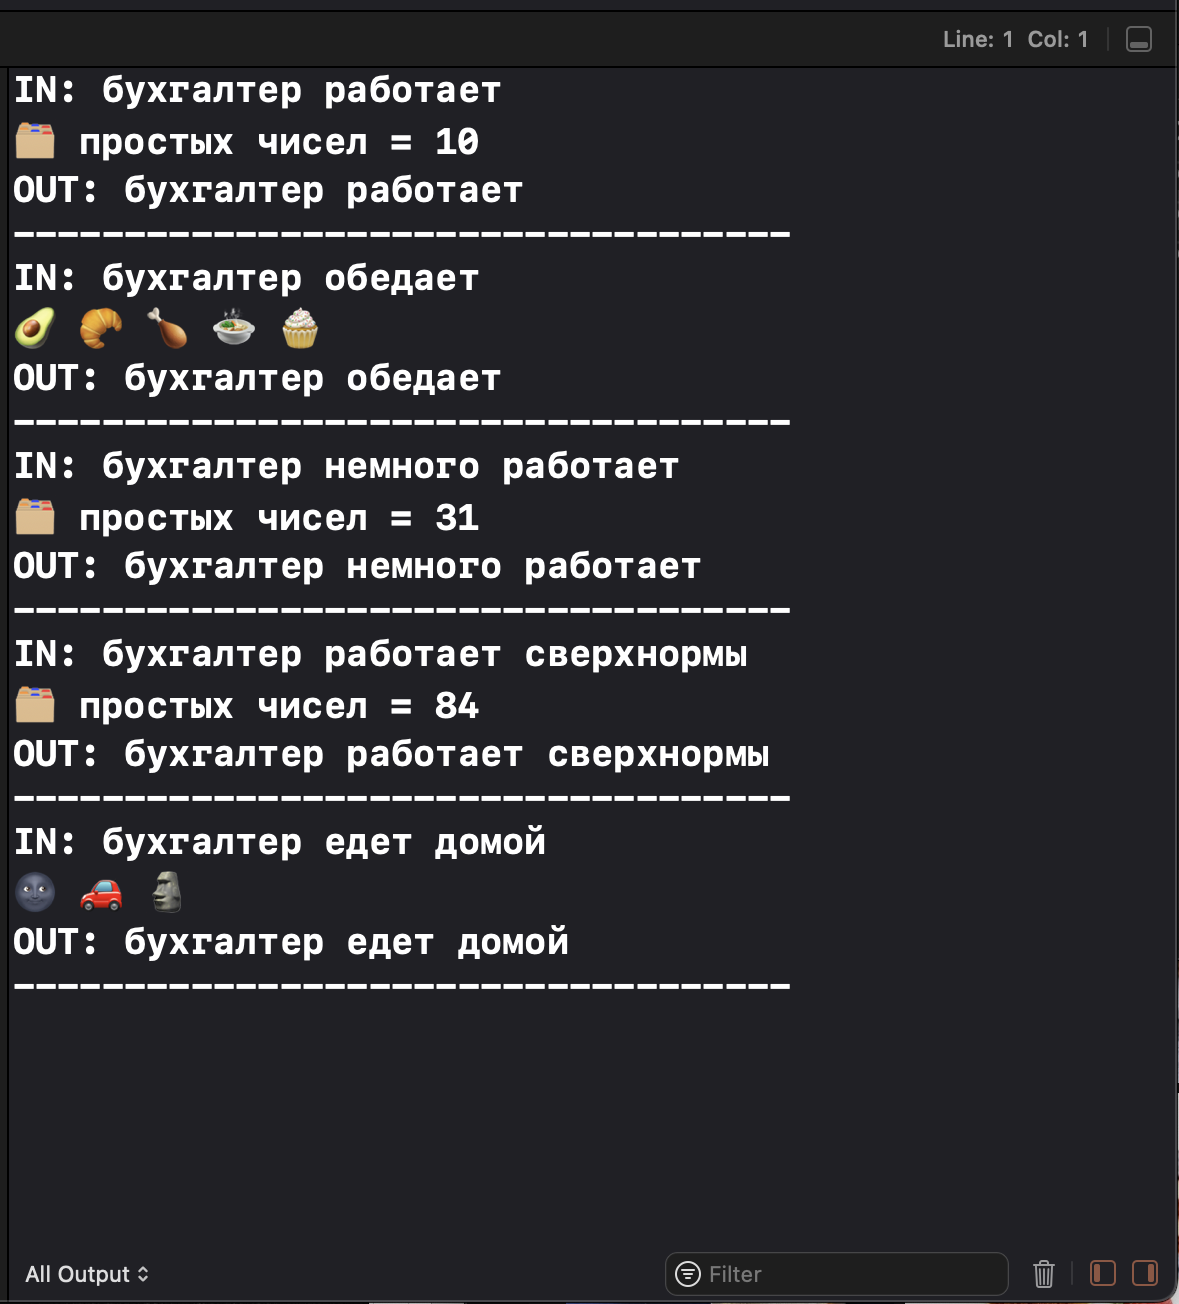 Line: 1 Col: 1
IN: бухгалтер работает
🗂️ простых чисел = 10
OUT: бухгалтер работает
-----------------------------------
IN: бухгалтер обедает
🥑 🥐 🍗 🍲 🧁
OUT: бухгалтер обедает
-----------------------------------
IN: бухгалтер немного работает
🗂️ простых чисел = 31
OUT: бухгалтер немного работает
-----------------------------------
IN: бухгалтер работает сверхнормы
🗂️ простых чисел = 84
OUT: бухгалтер работает сверхнормы
-----------------------------------
IN: бухгалтер едет домой
🌚 🚗 🗿
OUT: бухгалтер едет домой
-----------------------------------
All Output Filter